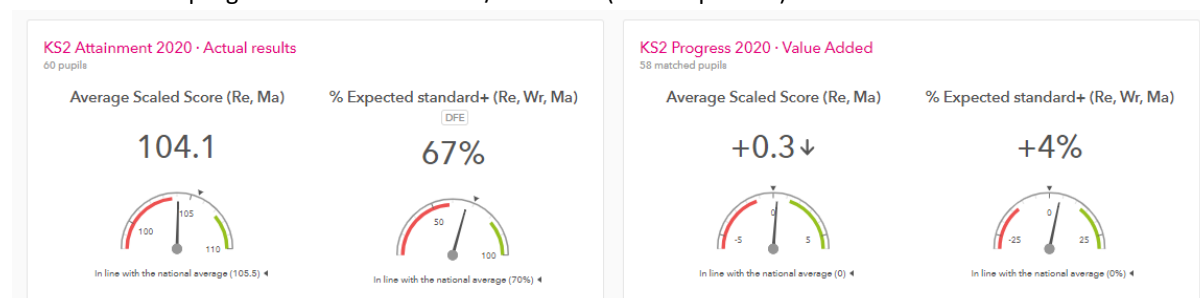 KS2 Attainment 2020 · Actual results
60 pupils
Average Scaled Score (Re, Ma)
% Expected standard+ (Re, Wr, Ma)
DFE
104.1
67%
100
105
110
50
100
In line with the national average (105.5)
In line with the national average (70%)
KS2 Progress 2020 · Value Added
58 matched pupils
Average Scaled Score (Re, Ma)
% Expected standard+ (Re, Wr, Ma)
+0.3↓
+4%
-5
0
5
-25
0
25
In line with the national average (0)
In line with the national average (0%)